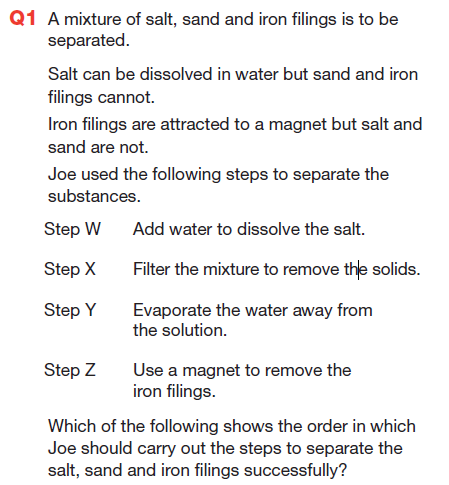 Q1 A mixture of salt, sand and iron filings is to be
separated.
Salt can be dissolved in water but sand and iron
filings cannot.
Iron filings are attracted to a magnet but salt and
sand are not.
Joe used the following steps to separate the
substances.
Step W Add water to dissolve the salt.
Step X Filter the mixture to remove the solids.
Step Y Evaporate the water away from
the solution.
Step Z Use a magnet to remove the
iron filings.
Which of the following shows the order in which
Joe should carry out the steps to separate the
salt, sand and iron filings successfully?